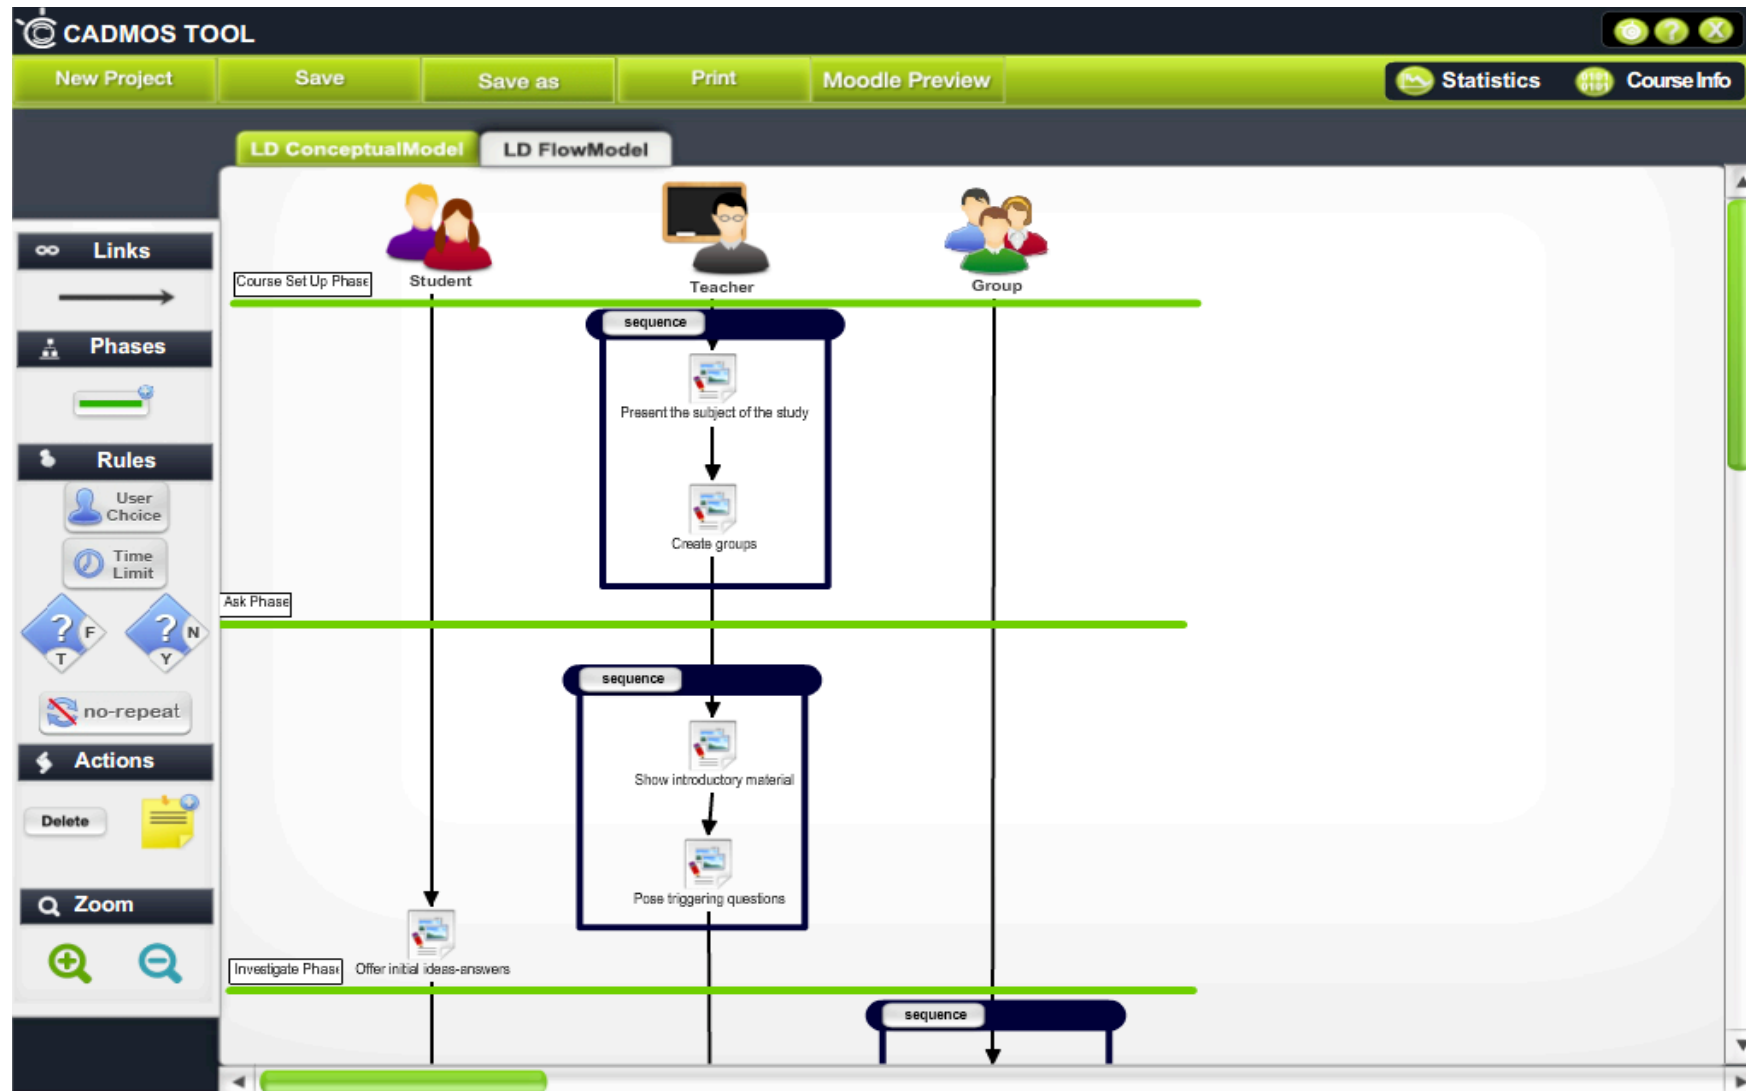 CADMOS TOOL
New Project
Save
Save as
Print
Moodle Preview
Statistics
Course Info
LD ConceptualModel
LD FlowModel
Links
Phases
Rules
User
Choice
Time
Limit
? F
T
? N
Y
no-repeat
Actions
Delete
Zoom
Student
Teacher
Group
Course Set Up Phase
sequence
Present the subject of the study
Create groups
Ask Phase
sequence
Show introductory material
Pose triggering questions
Offer initial ideas-answers
Investigate Phase
sequence